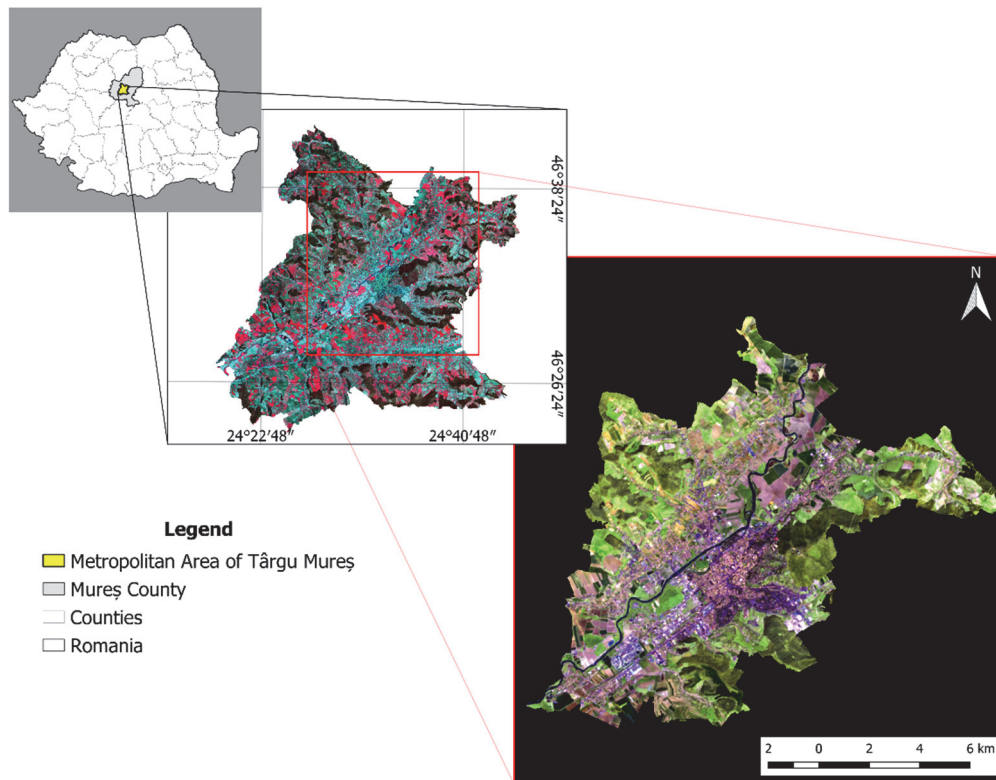 46°38′24″
46°26′24″
24°22′48″
24°40′48″
N
Legend
Metropolitan Area of Târgu Mureș
Mureș County
Counties
Romania
2 0 2 4 6 km